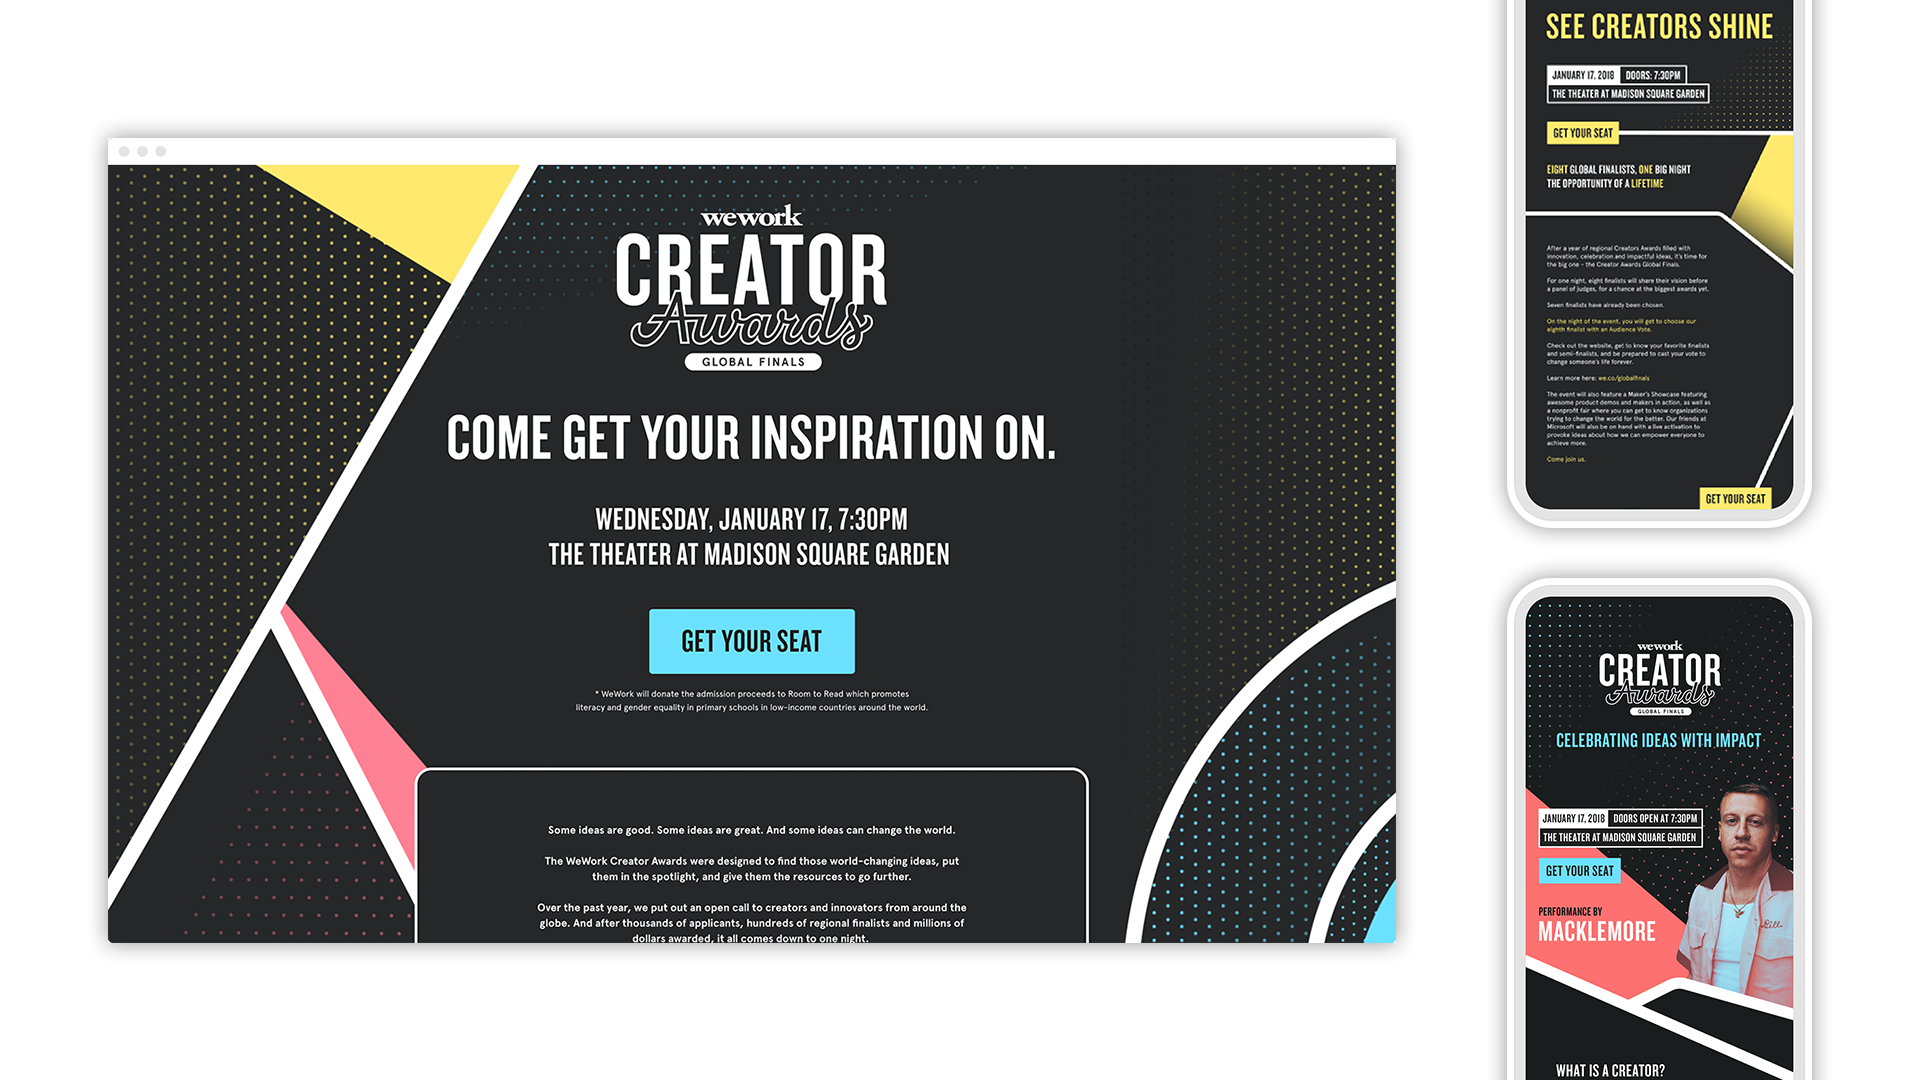 wework
CREATOR
Awards
GLOBAL FINALS
COME GET YOUR INSPIRATION ON.
WEDNESDAY, JANUARY 17, 7:30PM
THE THEATER AT MADISON SQUARE GARDEN
GET YOUR SEAT
* WeWork will donate the admission proceeds to Room to Read which promotes
literacy and gender equality in primary schools in low-income countries around the world.
Some ideas are good. Some ideas are great. And some ideas can change the world.
The WeWork Creator Awards were designed to find those world-changing ideas, put
them in the spotlight, and give them the resources to go further.
Over the past year, we put out an open call to creators and innovators from around the
globe. And after thousands of applicants, hundreds of regional finalists and millions of
dollars awarded, it all comes down to one night.
SEE CREATORS SHINE
JANUARY 17, 2018 DOORS: 7:30PM
THE THEATER AT MADISON SQUARE GARDEN
GET YOUR SEAT
EIGHT GLOBAL FINALISTS, ONE BIG NIGHT
THE OPPORTUNITY OF A LIFETIME
After a year of regional Creators Awards filled with
innovation, celebration and impactful ideas, it's time for
the big one - the Creator Awards Global Finals.
For one night, eight finalists will share their vision before
a panel of judges, for a chance at the biggest awards yet.
Seven finalists have already been chosen.
On the night of the event, you will get to choose our
eighth finalist with an Audience Vote.
Check out the website, get to know your favorite finalists
and semi-finalists, and be prepared to cast your vote to
change someone's life forever.
Learn more here: we.co/globalfinals
The event will also feature a Maker's Showcase featuring
awesome product demos and makers in action, as well as
a nonprofit fair where you can get to know organizations
trying to change the world for the better. Our friends at
Microsoft will also be on hand with a live activation to
provoke ideas about how we can empower everyone to
achieve more.
Come join us.
GET YOUR SEAT
wework
CREATOR
Awards
GLOBAL FINALS
CELEBRATING IDEAS WITH IMPACT
JANUARY 17, 2018 DOORS OPEN AT 7:30PM
THE THEATER AT MADISON SQUARE GARDEN
GET YOUR SEAT
PERFORMANCE BY
MACKLEMORE
WHAT IS A CREATOR?